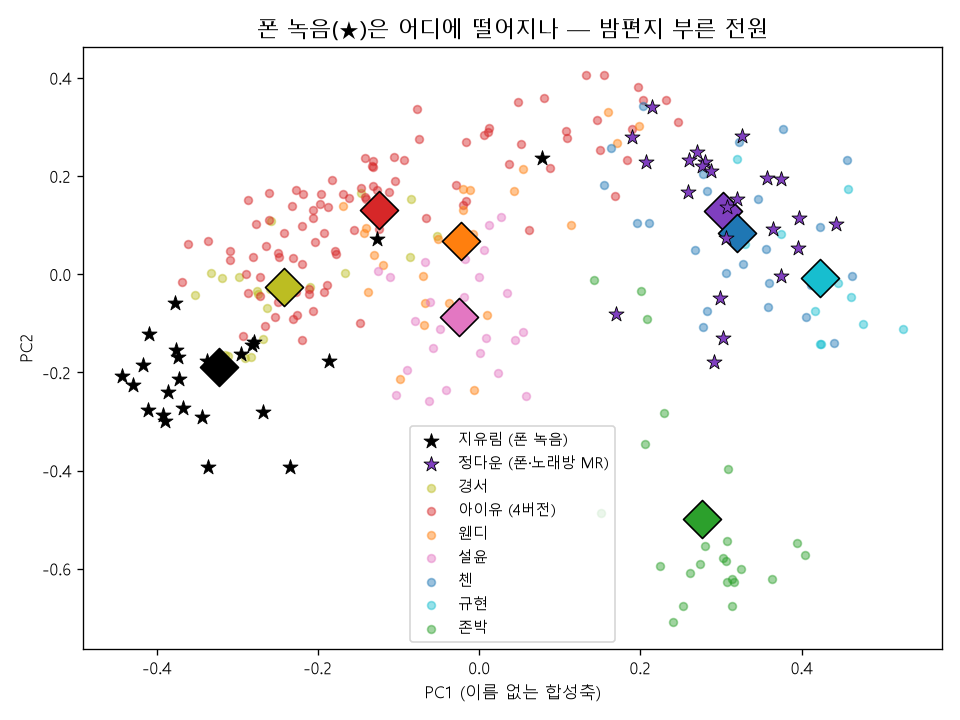 폰 녹음(★)은 어디에 떨어지나 — 밤편지 부른 전원
0.4
0.2
0.0
-0.2
-0.4
-0.6
PC2
지유림 (폰 녹음)
정다운 (폰·노래방 MR)
경서
아이유 (4버전)
웬디
설윤
첸
규현
존박
-0.4
-0.2
0.0
0.2
0.4
PC1 (이름 없는 합성축)